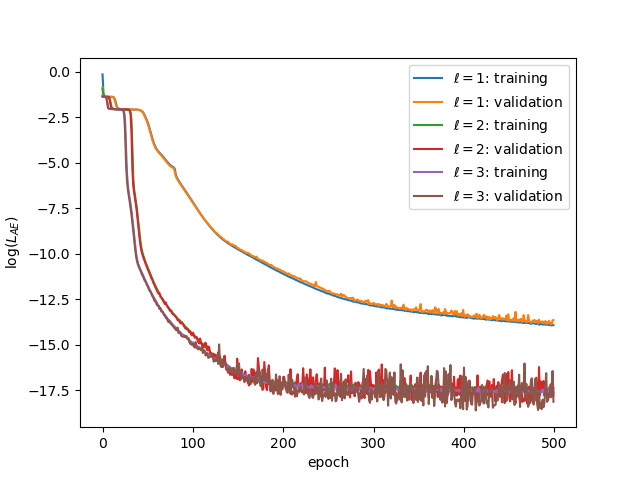 0.0
−2.5
−5.0
−7.5
−10.0
−12.5
−15.0
−17.5
log(L_AE)
0 100 200 300 400 500
epoch
ℓ = 1: training
ℓ = 1: validation
ℓ = 2: training
ℓ = 2: validation
ℓ = 3: training
ℓ = 3: validation